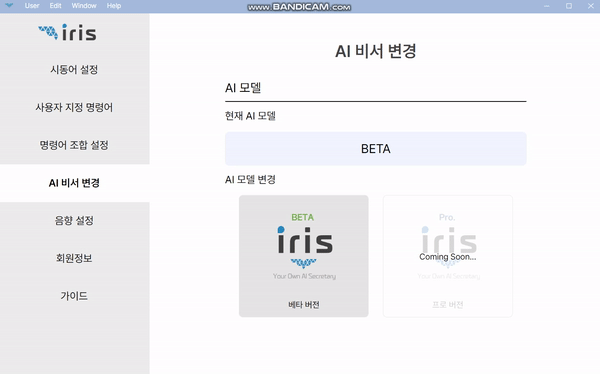 User Edit Window Help
www.BANDICAM.com
iris
시동어 설정
사용자 지정 명령어
명령어 조합 설정
AI 비서 변경
음향 설정
회원정보
가이드
AI 비서 변경
AI 모델
현재 AI 모델
BETA
AI 모델 변경
BETA
iris
Your Own AI Secretary
베타 버전
Pro.
iris
Coming Soon...
Your Own AI Secretary
프로 버전